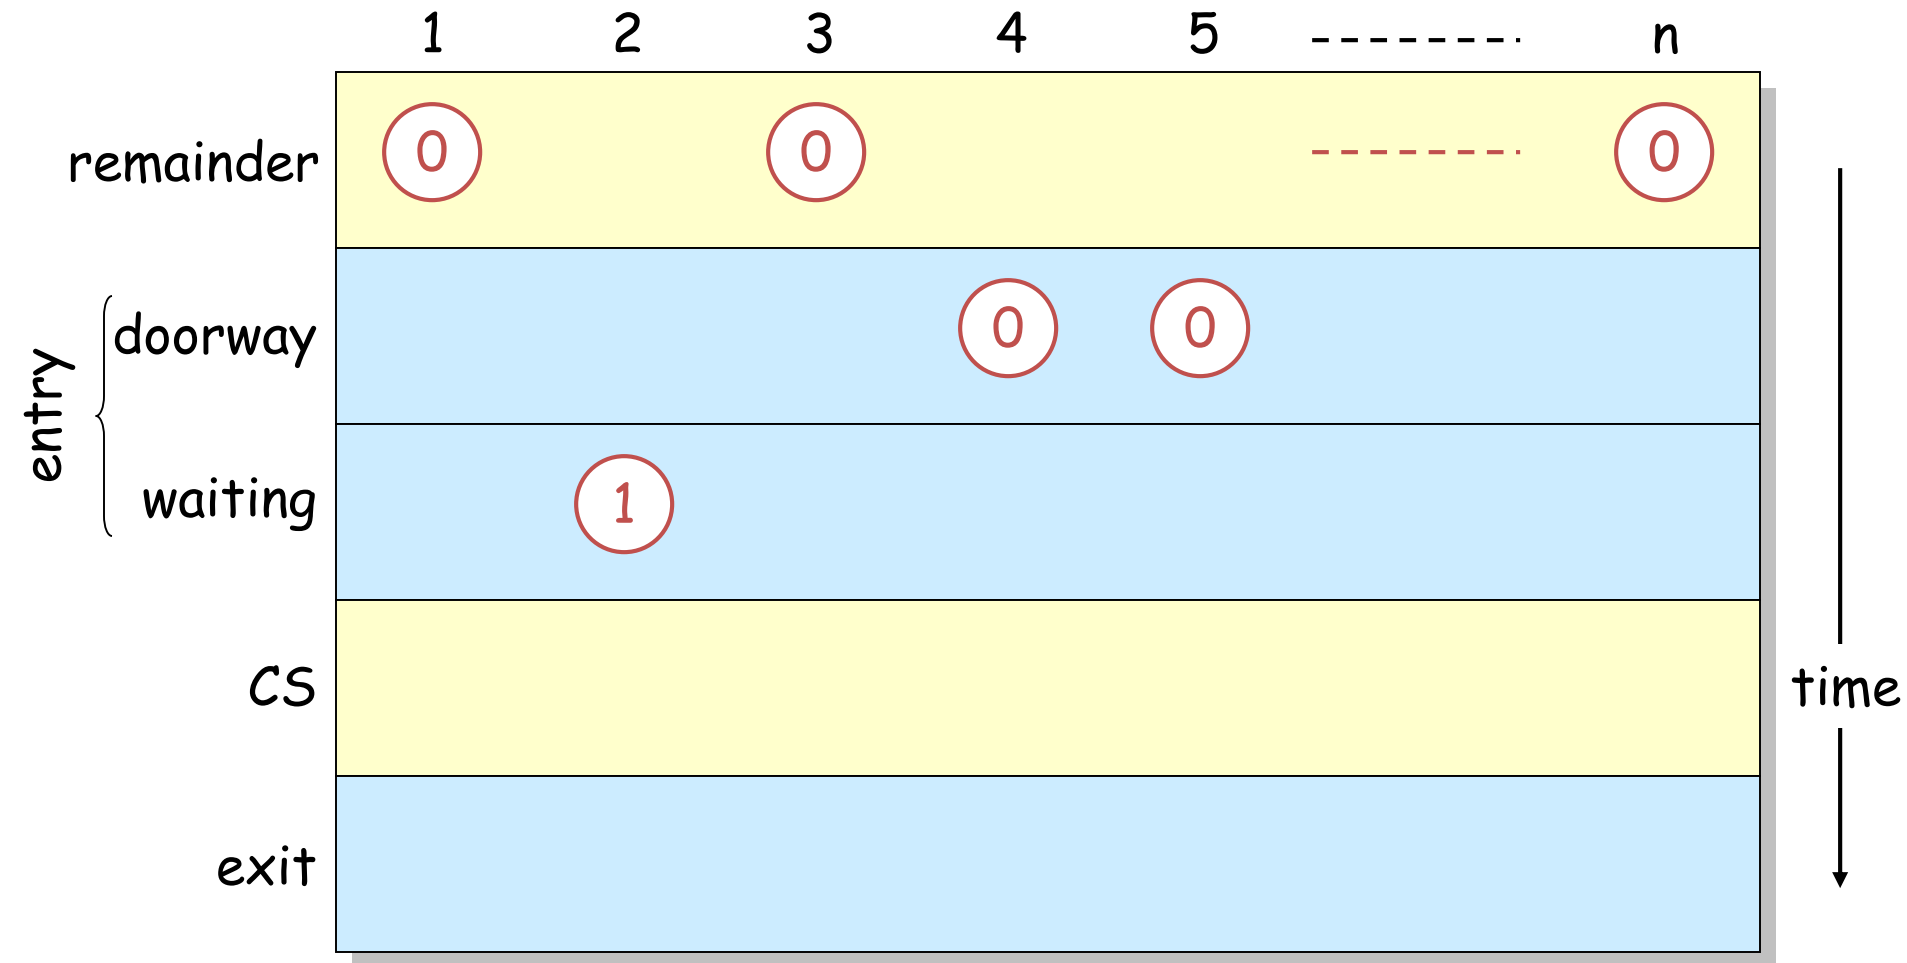 1 2 3 4 5 n
remainder 0 0 0
entry
doorway 0 0
waiting 1
CS
time
exit